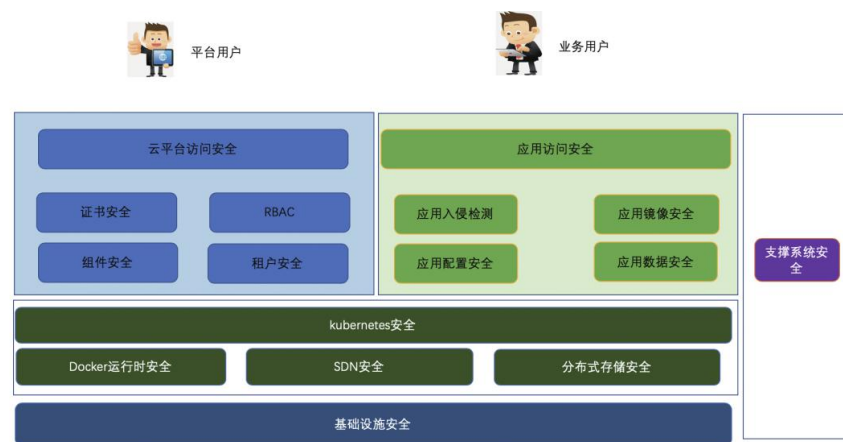 平台用户
业务用户
云平台访问安全
应用访问安全
证书安全
RBAC
应用入侵检测
应用镜像安全
组件安全
租户安全
应用配置安全
应用数据安全
支撑系统安
全
kubernetes安全
Docker运行时安全
SDN安全
分布式存储安全
基础设施安全